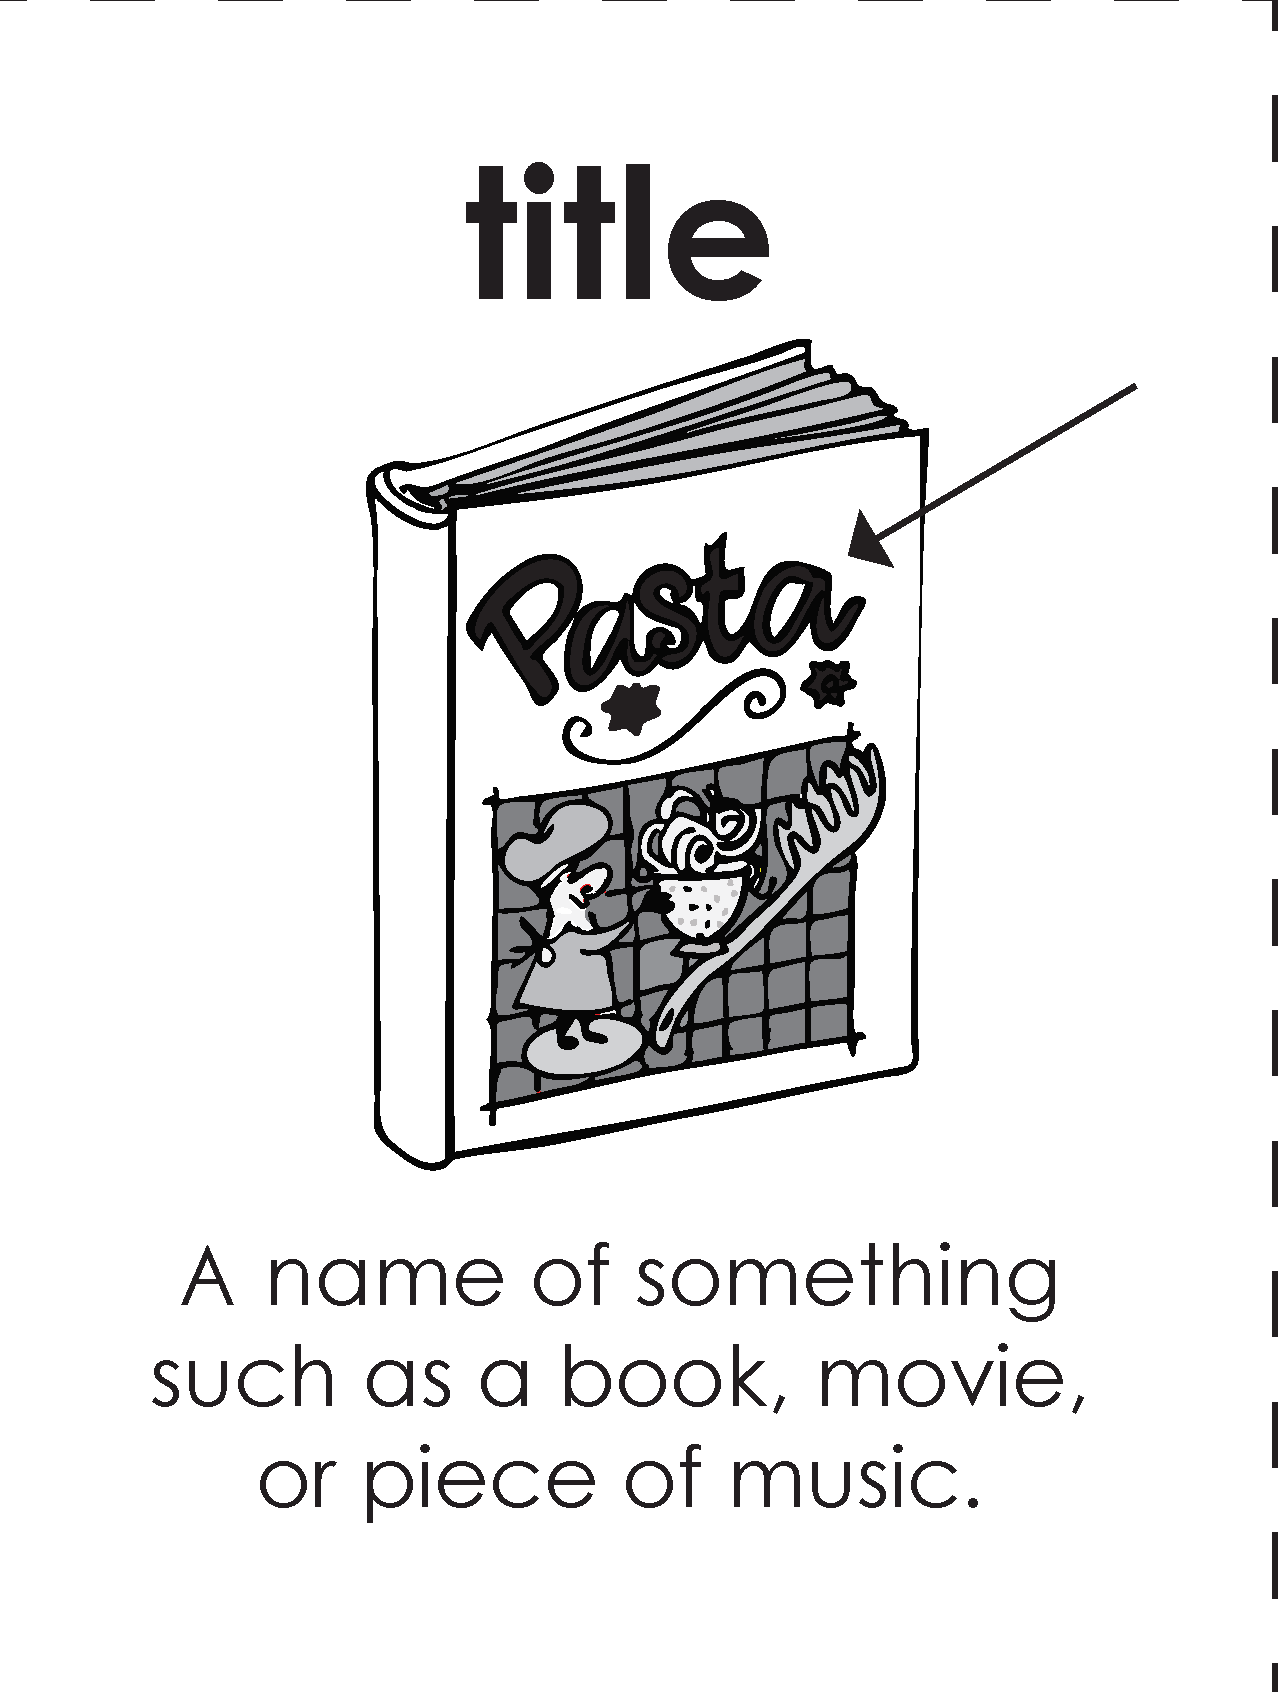 title
Pasta
A name of something
such as a book, movie,
or piece of music.